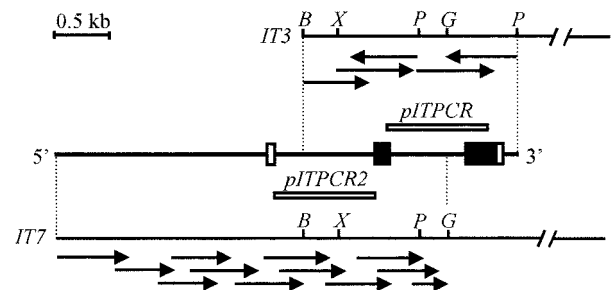 0.5 kb
B X P G P
IT3
pITPCR
5' 3'
pITPCR2
B X P G
IT7